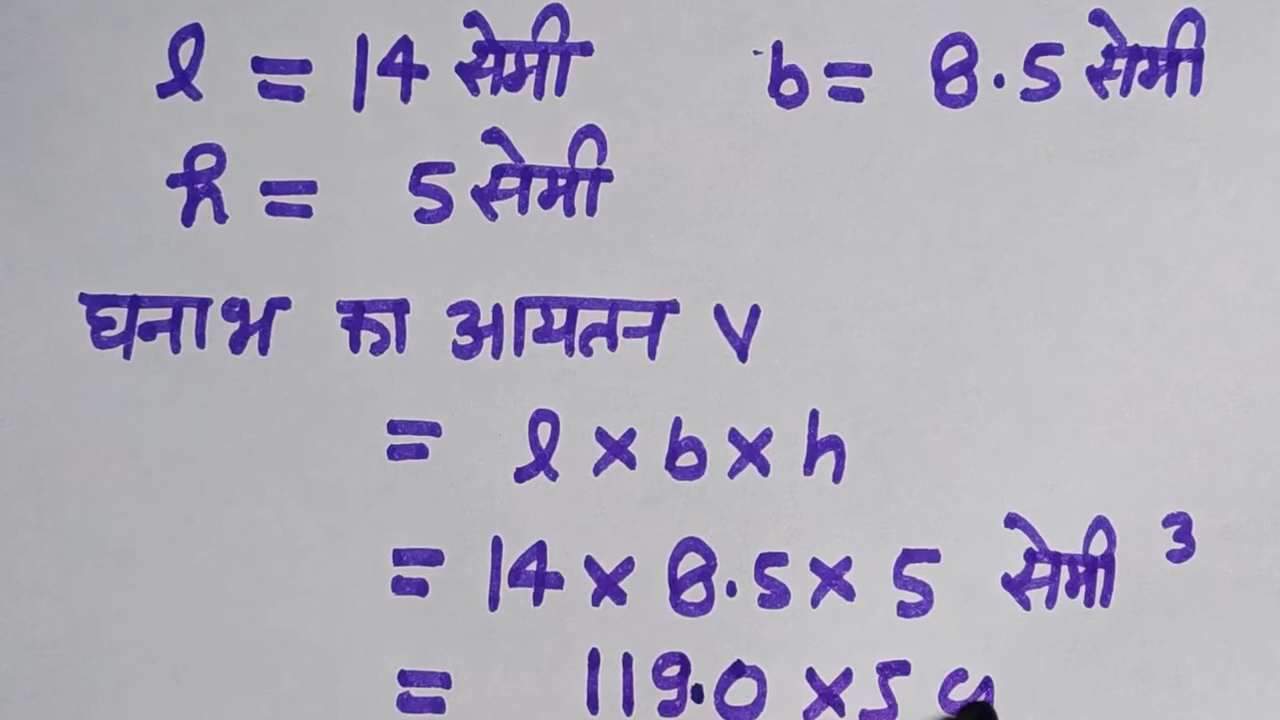 l = 14 सेमी b = 8.5 सेमी
h = 5 सेमी
घनाभ का आयतन V
= l × b × h
= 14 × 8.5 × 5 सेमी ³
= 119.0 × 5